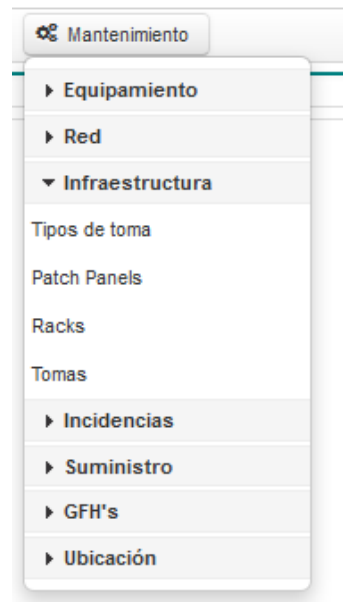 Mantenimiento
Equipamiento
Red
Infraestructura
Tipos de toma
Patch Panels
Racks
Tomas
Incidencias
Suministro
GFH's
Ubicación